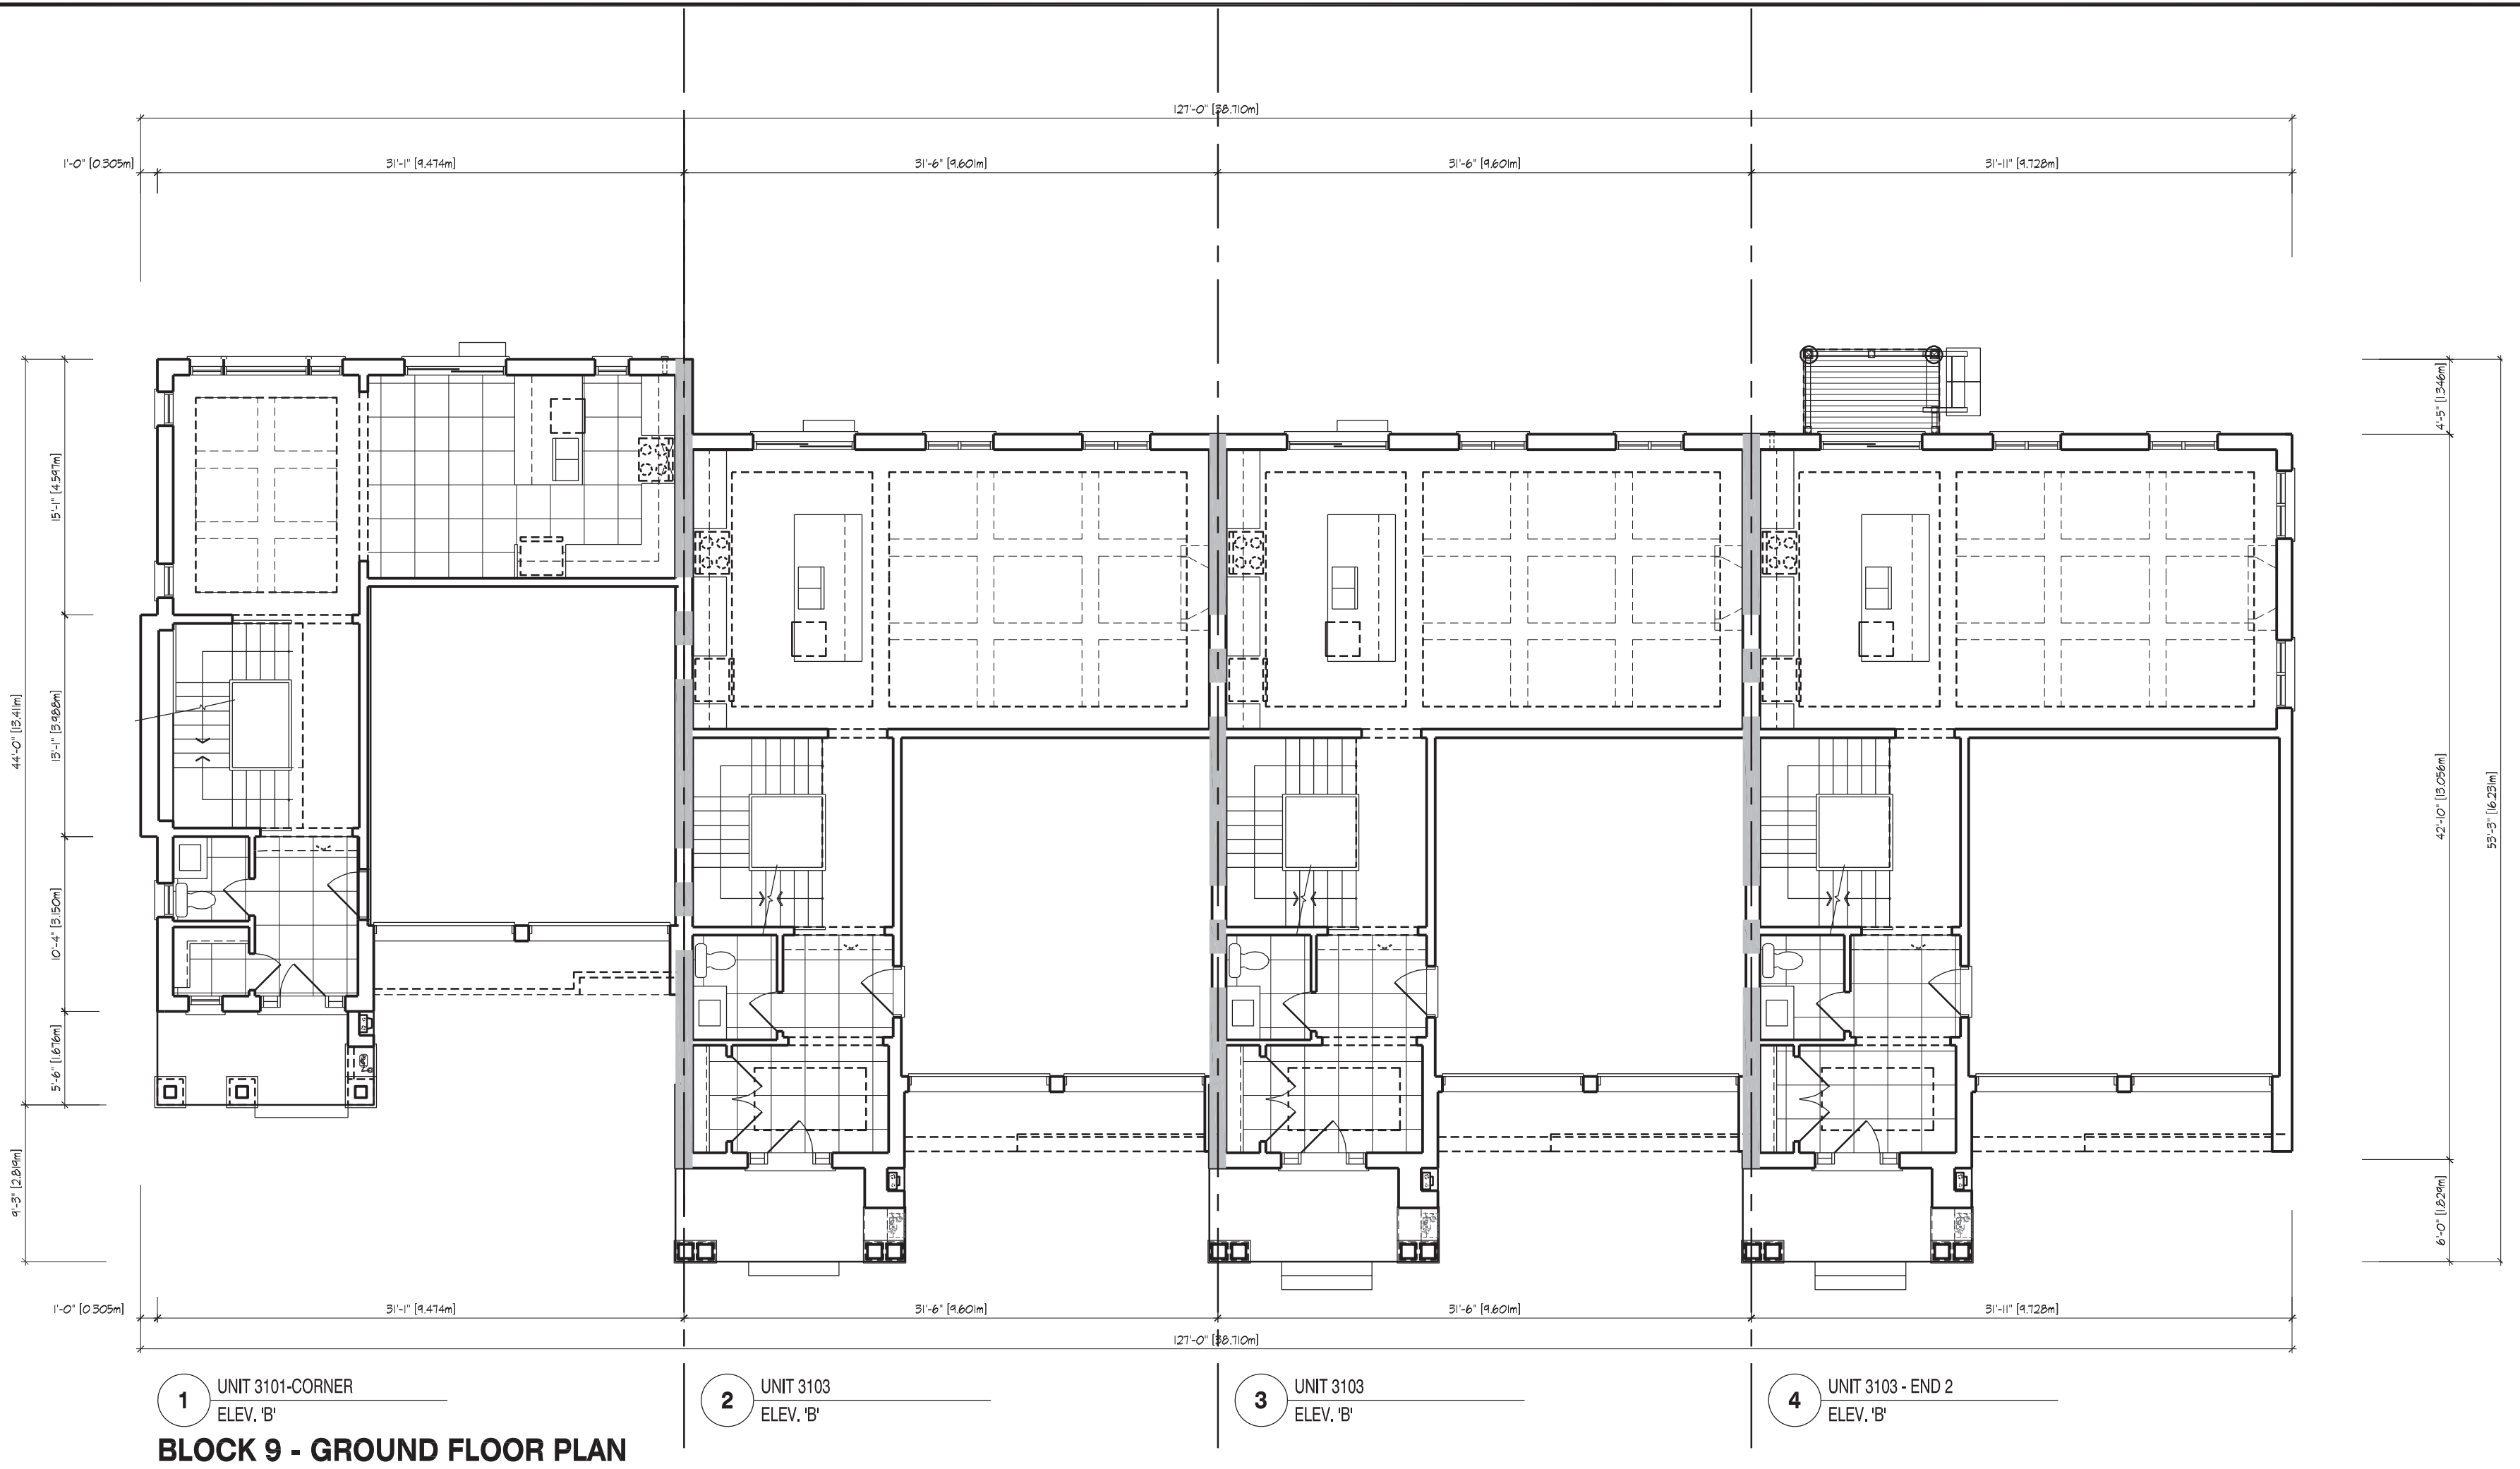 127'-0" [38.710m]
1'-0" [0.305m]
31'-1" [9.474m]
31'-6" [9.601m]
31'-6" [9.601m]
31'-11" [9.728m]
44'-0" [13.411m]
9'-3" [2.819m]
15'-1" [4.597m]
13'-1" [3.988m]
10'-4" [3.150m]
5'-6" [1.676m]
4'-5" [1.346m]
42'-10" [13.056m]
6'-0" [1.829m]
53'-3" [16.231m]
1'-0" [0.305m]
31'-1" [9.474m]
31'-6" [9.601m]
31'-6" [9.601m]
31'-11" [9.728m]
127'-0" [38.710m]
1 UNIT 3101-CORNER
ELEV. 'B'
2 UNIT 3103
ELEV. 'B'
3 UNIT 3103
ELEV. 'B'
4 UNIT 3103 - END 2
ELEV. 'B'
BLOCK 9 - GROUND FLOOR PLAN